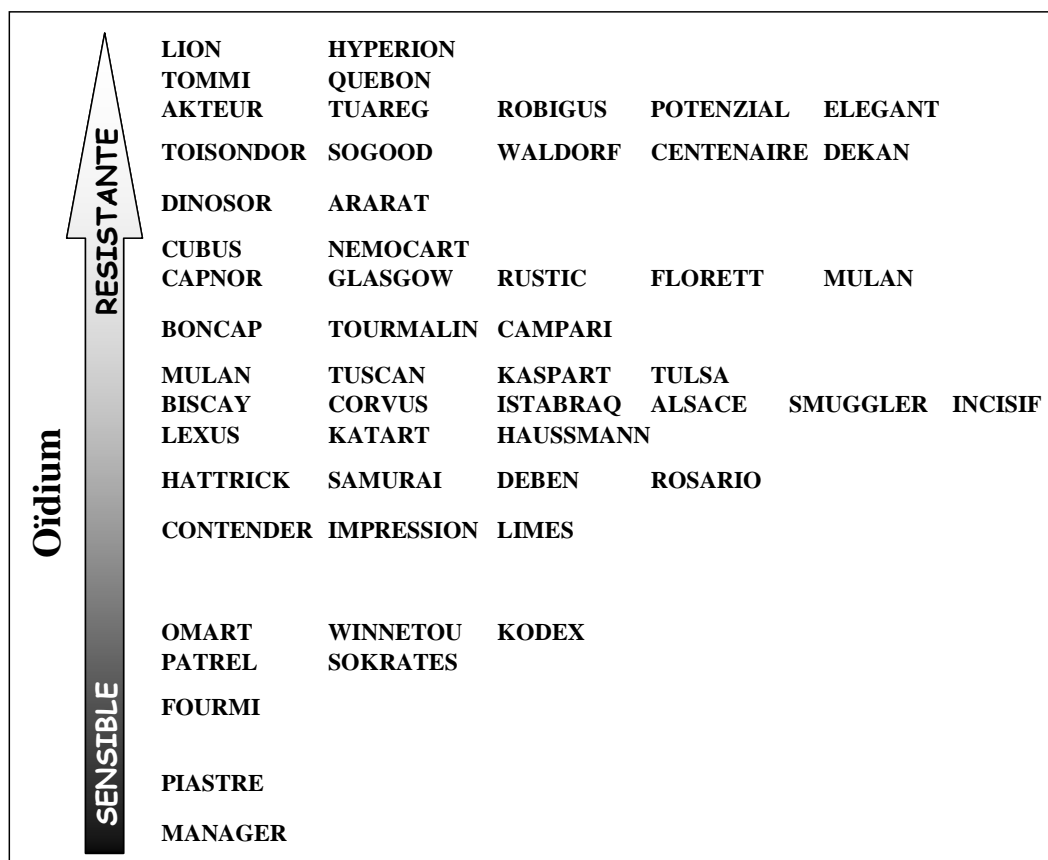 LION HYPERION
TOMMI QUEBON
AKTEUR TUAREG ROBIGUS POTENZIAL ELEGANT
TOISONDOR SOGOOD WALDORF CENTENAIRE DEKAN
DINOSOR ARARAT
CUBUS NEMOCART
CAPNOR GLASGOW RUSTIC FLORETT MULAN
BONCAP TOURMALIN CAMPARI
MULAN TUSCAN KASPART TULSA
BISCAY CORVUS ISTABRAQ ALSACE SMUGGLER INCISIF
LEXUS KATART HAUSSMANN
HATTRICK SAMURAI DEBEN ROSARIO
CONTENDER IMPRESSION LIMES
OMART WINNETOU KODEX
PATREL SOKRATES
FOURMI
PIASTRE
MANAGER
RESISTANTE
SENSIBLE
Oïdium